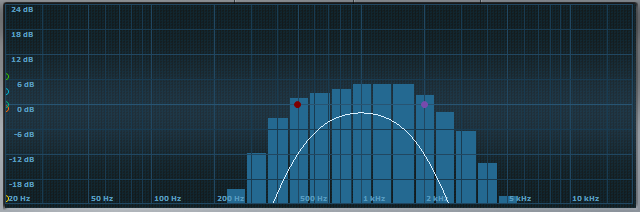 24 dB
18 dB
12 dB
6 dB
0 dB
-6 dB
-12 dB
-18 dB
20 Hz 50 Hz 100 Hz 200 Hz 500 Hz 1 kHz 2 kHz 5 kHz 10 kHz